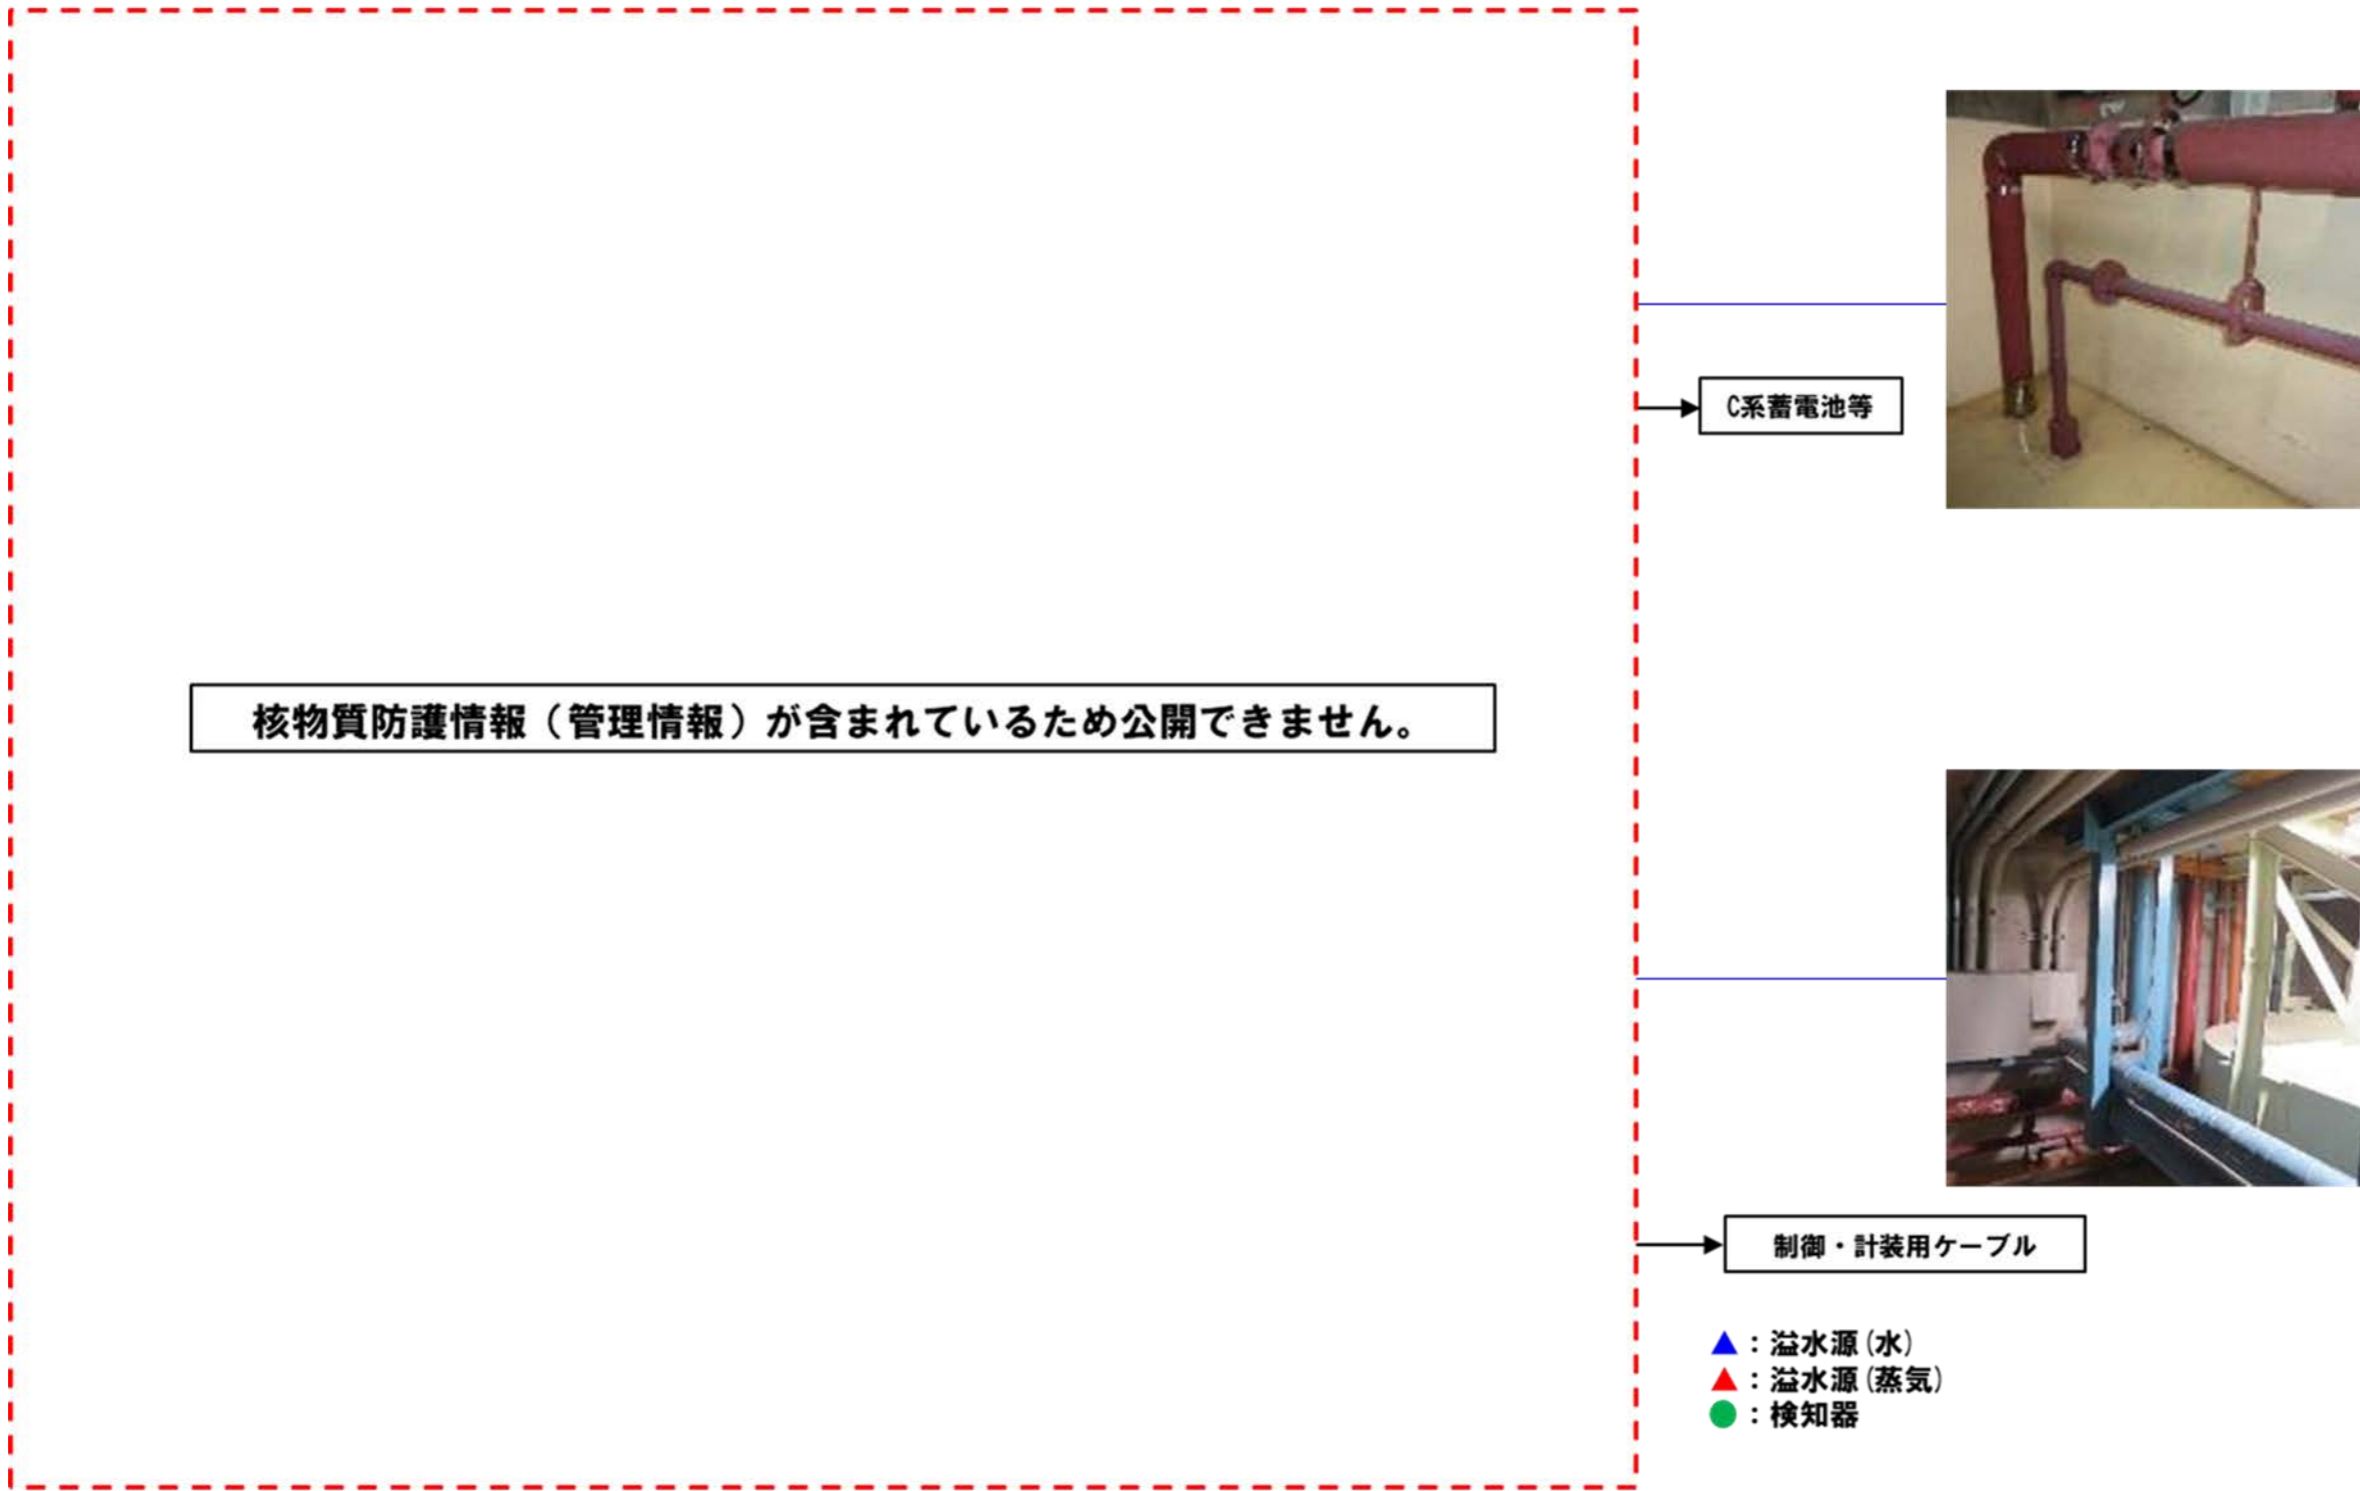 C系蓄電池等
核物質防護情報（管理情報）が含まれているため公開できません。
制御・計装用ケーブル
▲：溢水源(水)
▲：溢水源(蒸気)
●：検知器